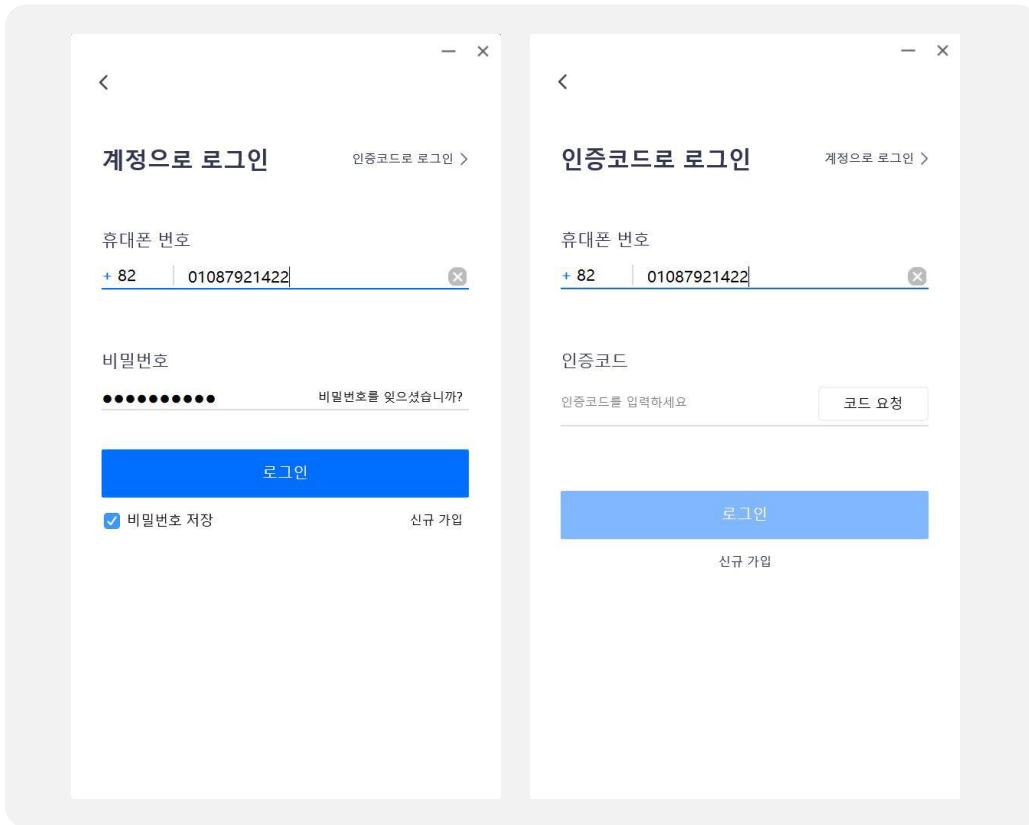 계정으로 로그인
인증코드로 로그인 >
휴대폰 번호
+ 82 01087921422
비밀번호
●●●●●●●●●● 비밀번호를 잊으셨습니까?
로그인
비밀번호 저장 신규 가입
인증코드로 로그인
계정으로 로그인 >
휴대폰 번호
+ 82 01087921422
인증코드
인증코드를 입력하세요 코드 요청
로그인
신규 가입